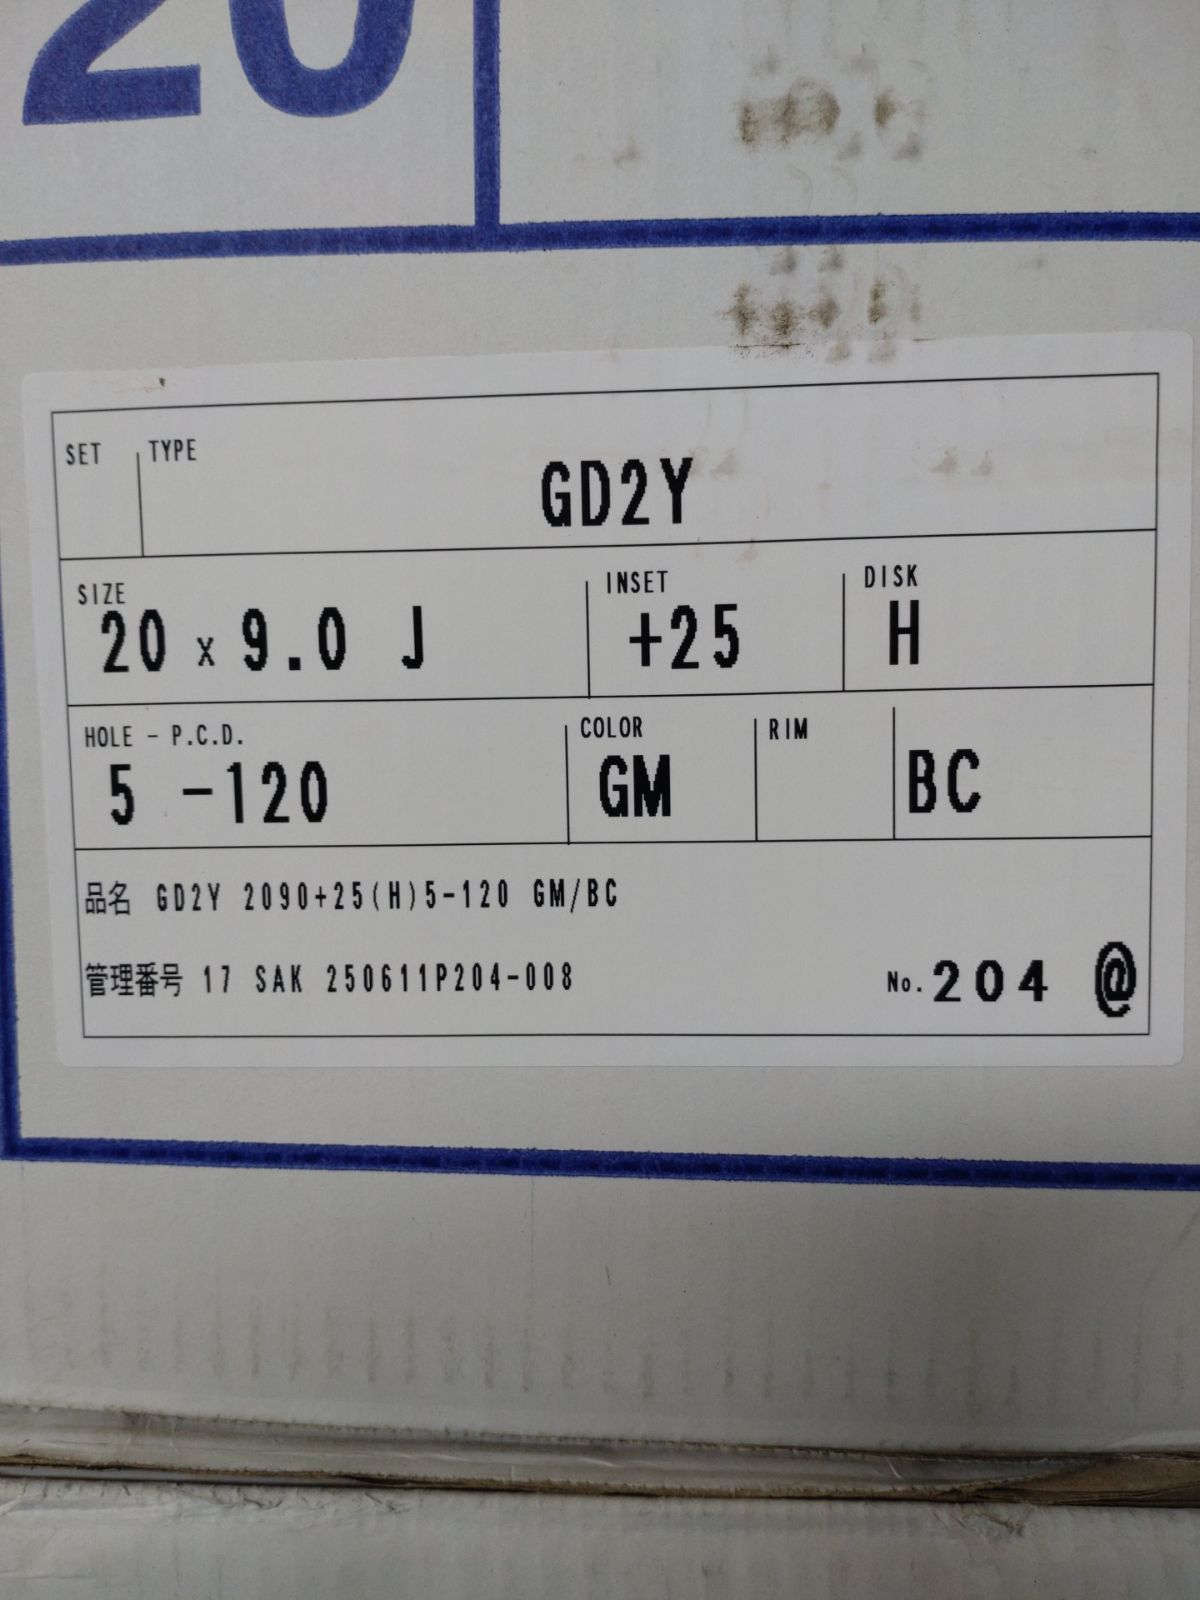 20
SET TYPE
GD2Y
SIZE INSET DISK
20 x 9.0 J +25 H
HOLE - P.C.D. COLOR RIM
5 -120 GM BC
品名 GD2Y 2090+25(H)5-120 GM/BC
管理番号 17 SAK 250611P204-008 No.204 @